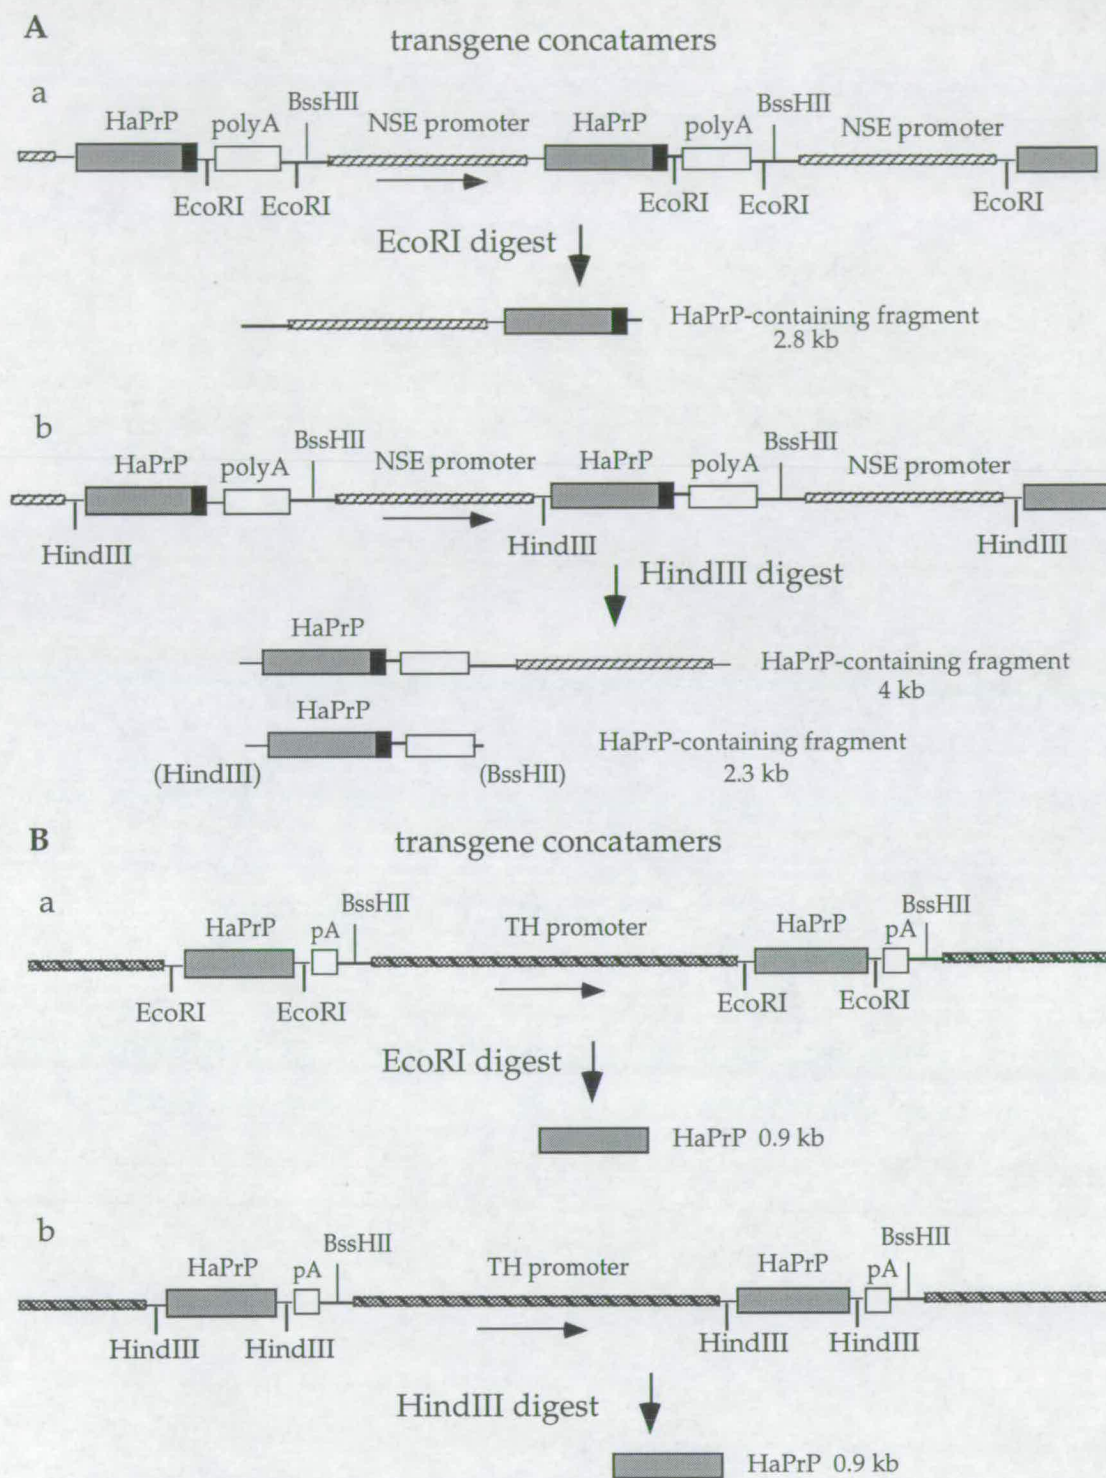 A
transgene concatamers
a
HaPrP polyA BssHII NSE promoter HaPrP polyA BssHII NSE promoter
EcoRI EcoRI EcoRI EcoRI EcoRI
EcoRI digest
HaPrP-containing fragment
2.8 kb
b
HaPrP polyA BssHII NSE promoter HaPrP polyA BssHII NSE promoter
HindIII HindIII HindIII
HindIII digest
HaPrP
HaPrP-containing fragment
4 kb
HaPrP
HaPrP-containing fragment
(HindIII) (BssHII) 2.3 kb
B
transgene concatamers
a
HaPrP pA BssHII TH promoter HaPrP pA BssHII
EcoRI EcoRI EcoRI EcoRI
EcoRI digest
HaPrP 0.9 kb
b
HaPrP pA BssHII TH promoter HaPrP pA BssHII
HindIII HindIII HindIII HindIII
HindIII digest
HaPrP 0.9 kb